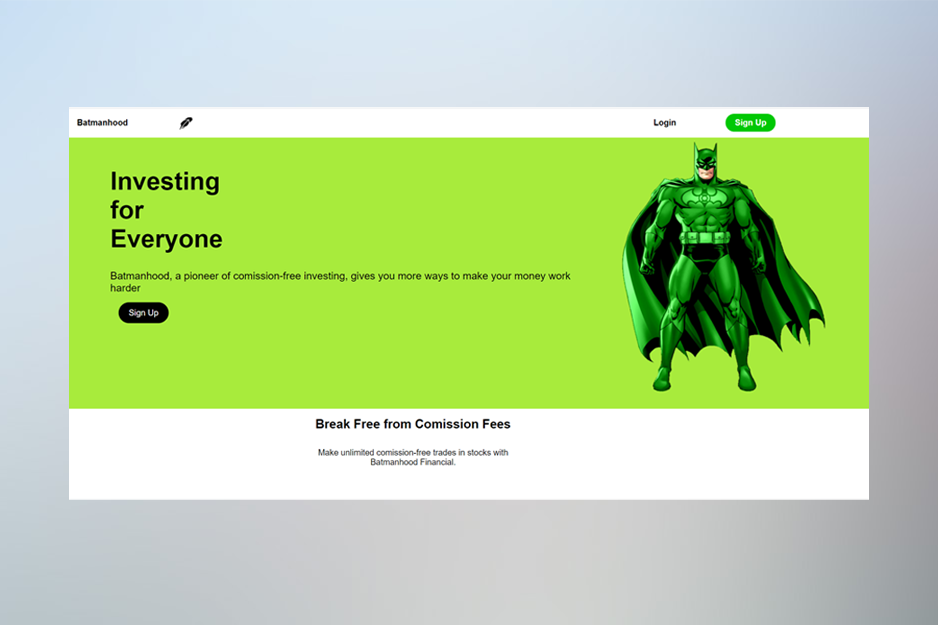 Batmanhood
Login
Sign Up
Investing
for
Everyone
Batmanhood, a pioneer of comission-free investing, gives you more ways to make your money work
harder
Sign Up
Break Free from Comission Fees
Make unlimited comission-free trades in stocks with
Batmanhood Financial.